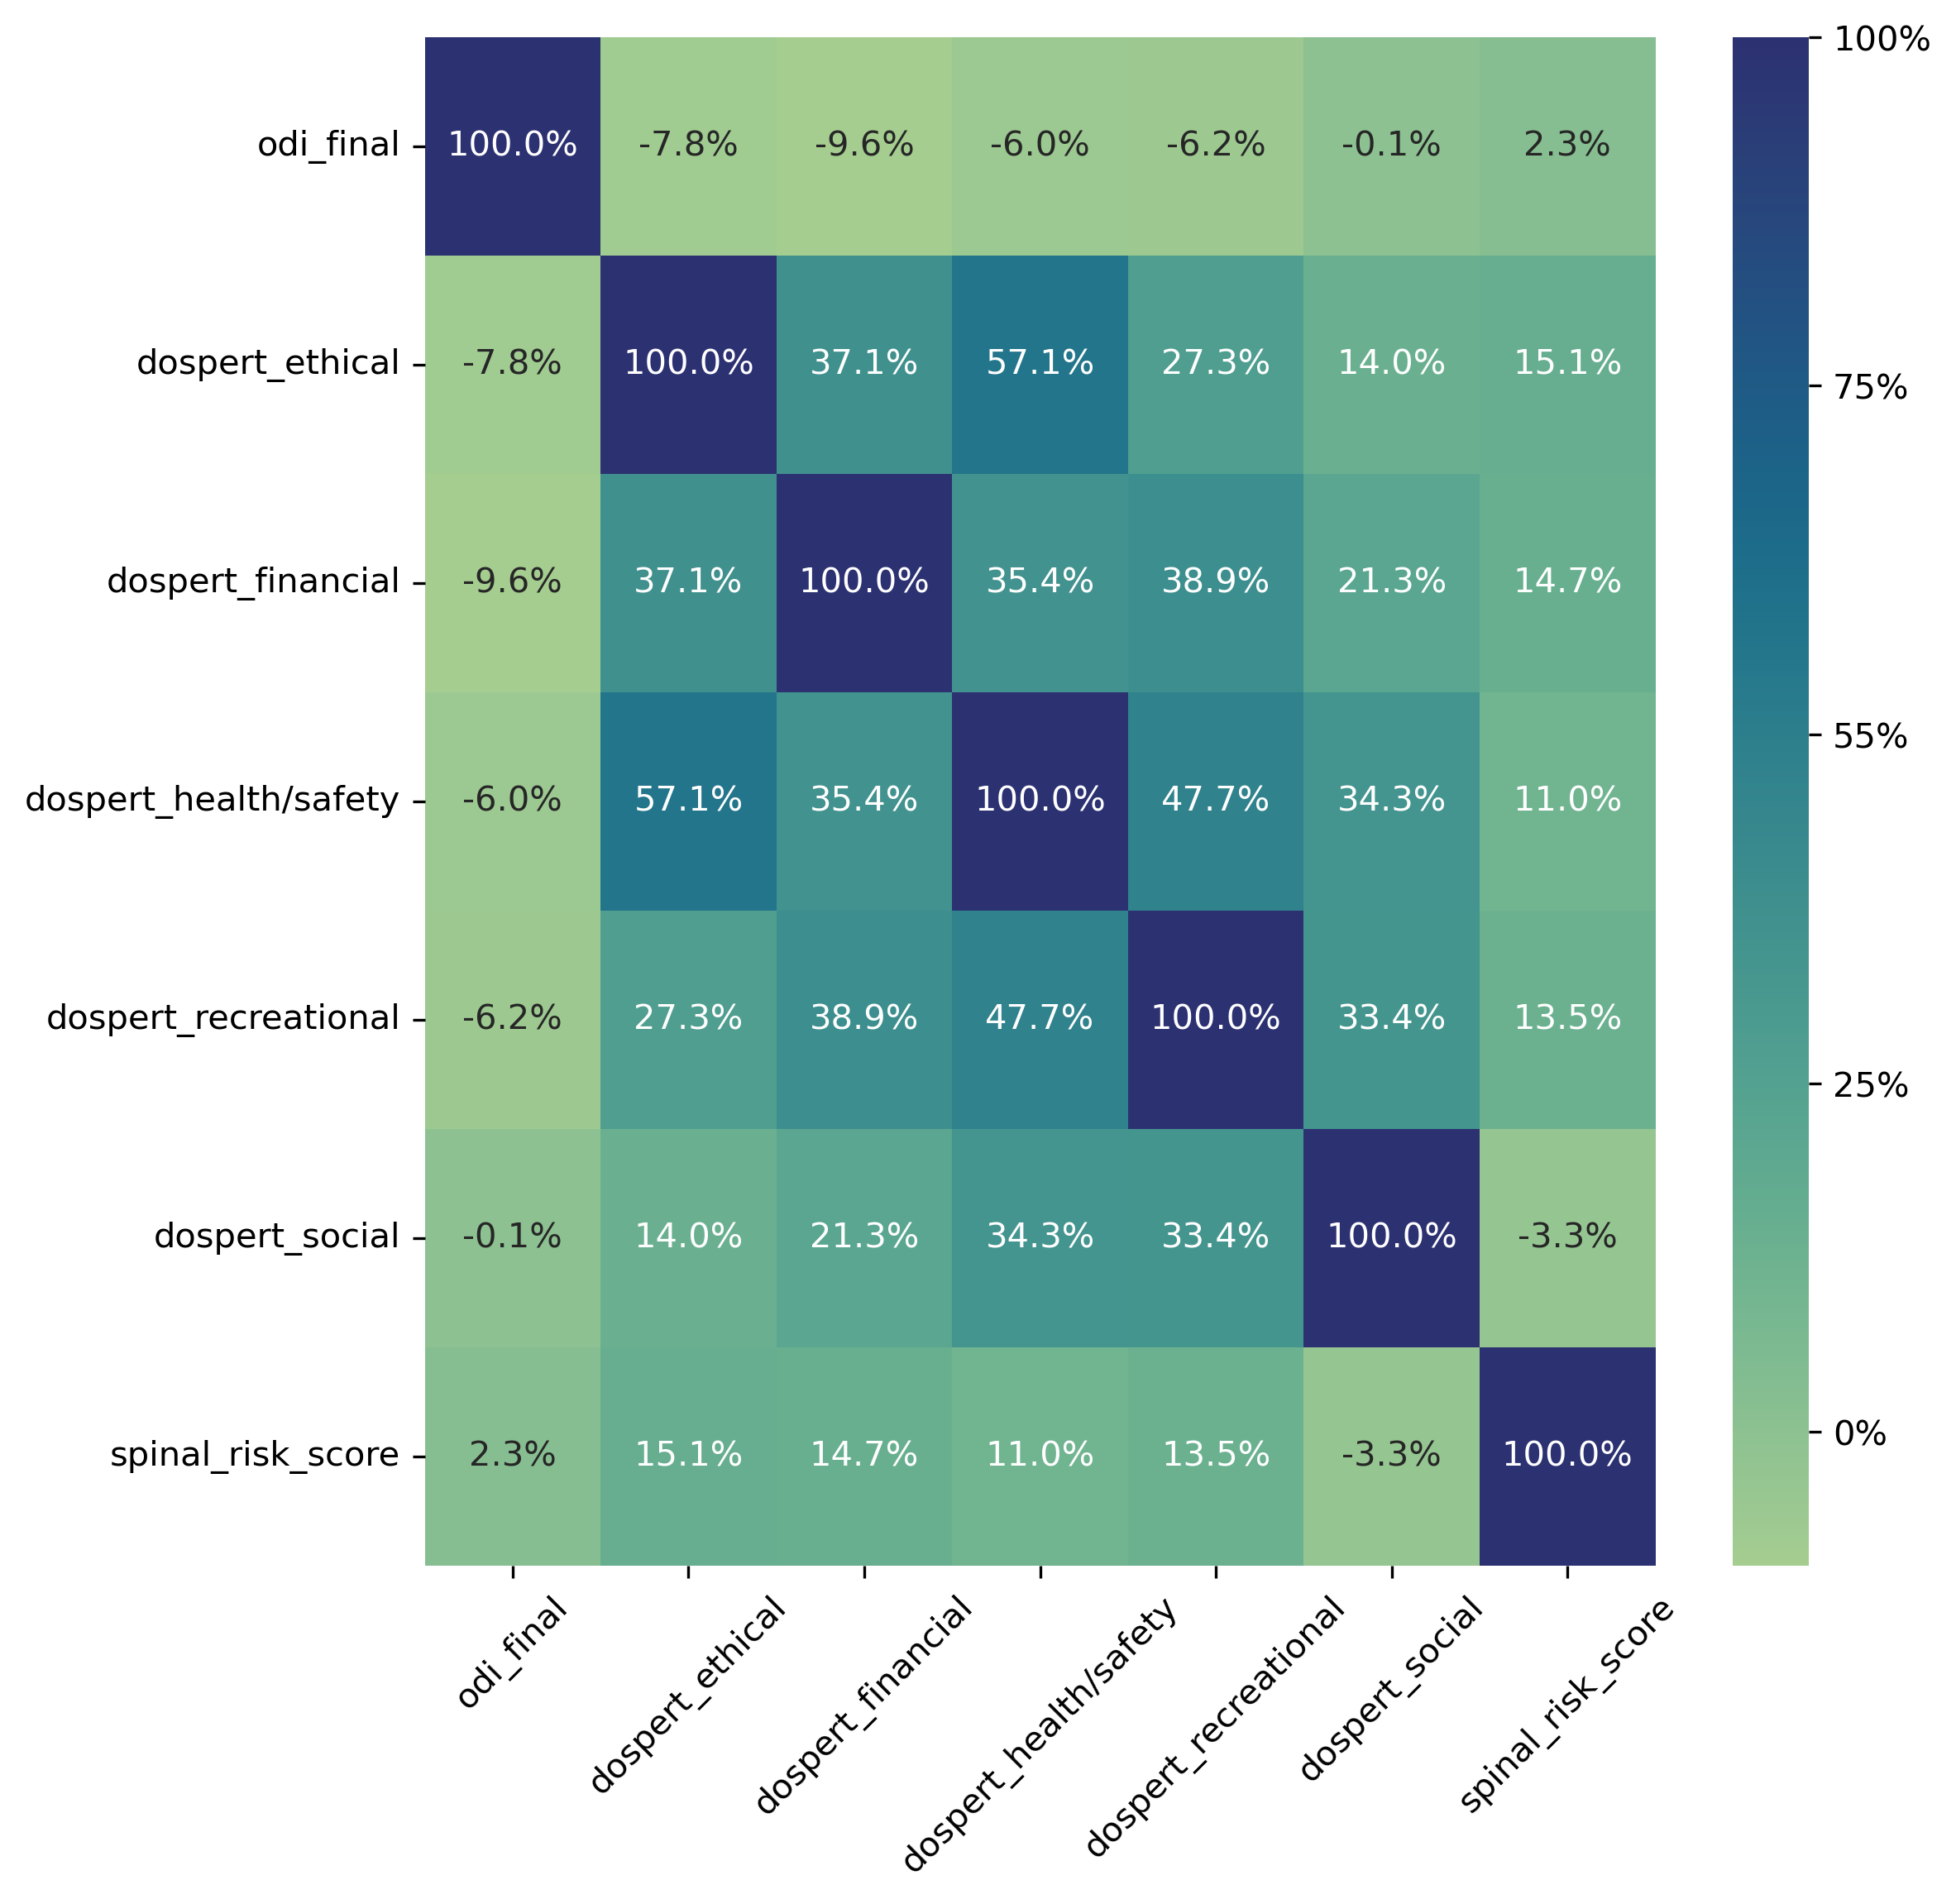 odi_final 100.0% -7.8% -9.6% -6.0% -6.2% -0.1% 2.3%
dospert_ethical -7.8% 100.0% 37.1% 57.1% 27.3% 14.0% 15.1%
dospert_financial -9.6% 37.1% 100.0% 35.4% 38.9% 21.3% 14.7%
dospert_health/safety -6.0% 57.1% 35.4% 100.0% 47.7% 34.3% 11.0%
dospert_recreational -6.2% 27.3% 38.9% 47.7% 100.0% 33.4% 13.5%
dospert_social -0.1% 14.0% 21.3% 34.3% 33.4% 100.0% -3.3%
spinal_risk_score 2.3% 15.1% 14.7% 11.0% 13.5% -3.3% 100.0%
odi_final
dospert_ethical
dospert_financial
dospert_health/safety
dospert_recreational
dospert_social
spinal_risk_score
100%
75%
55%
25%
0%